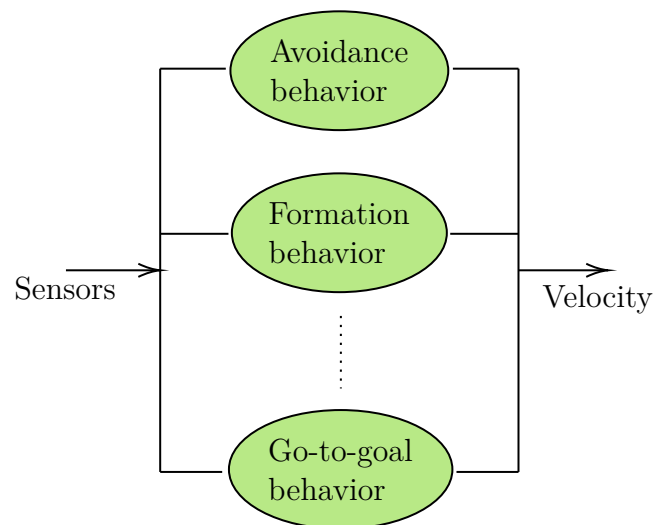 Avoidance
behavior
Formation
behavior
Sensors
Velocity
Go-to-goal
behavior